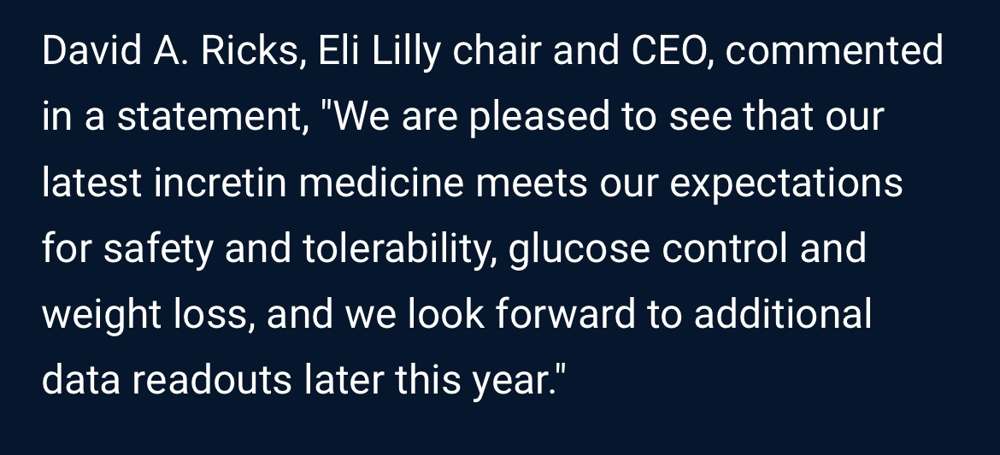 David A. Ricks, Eli Lilly chair and CEO, commented
in a statement, "We are pleased to see that our
latest incretin medicine meets our expectations
for safety and tolerability, glucose control and
weight loss, and we look forward to additional
data readouts later this year."